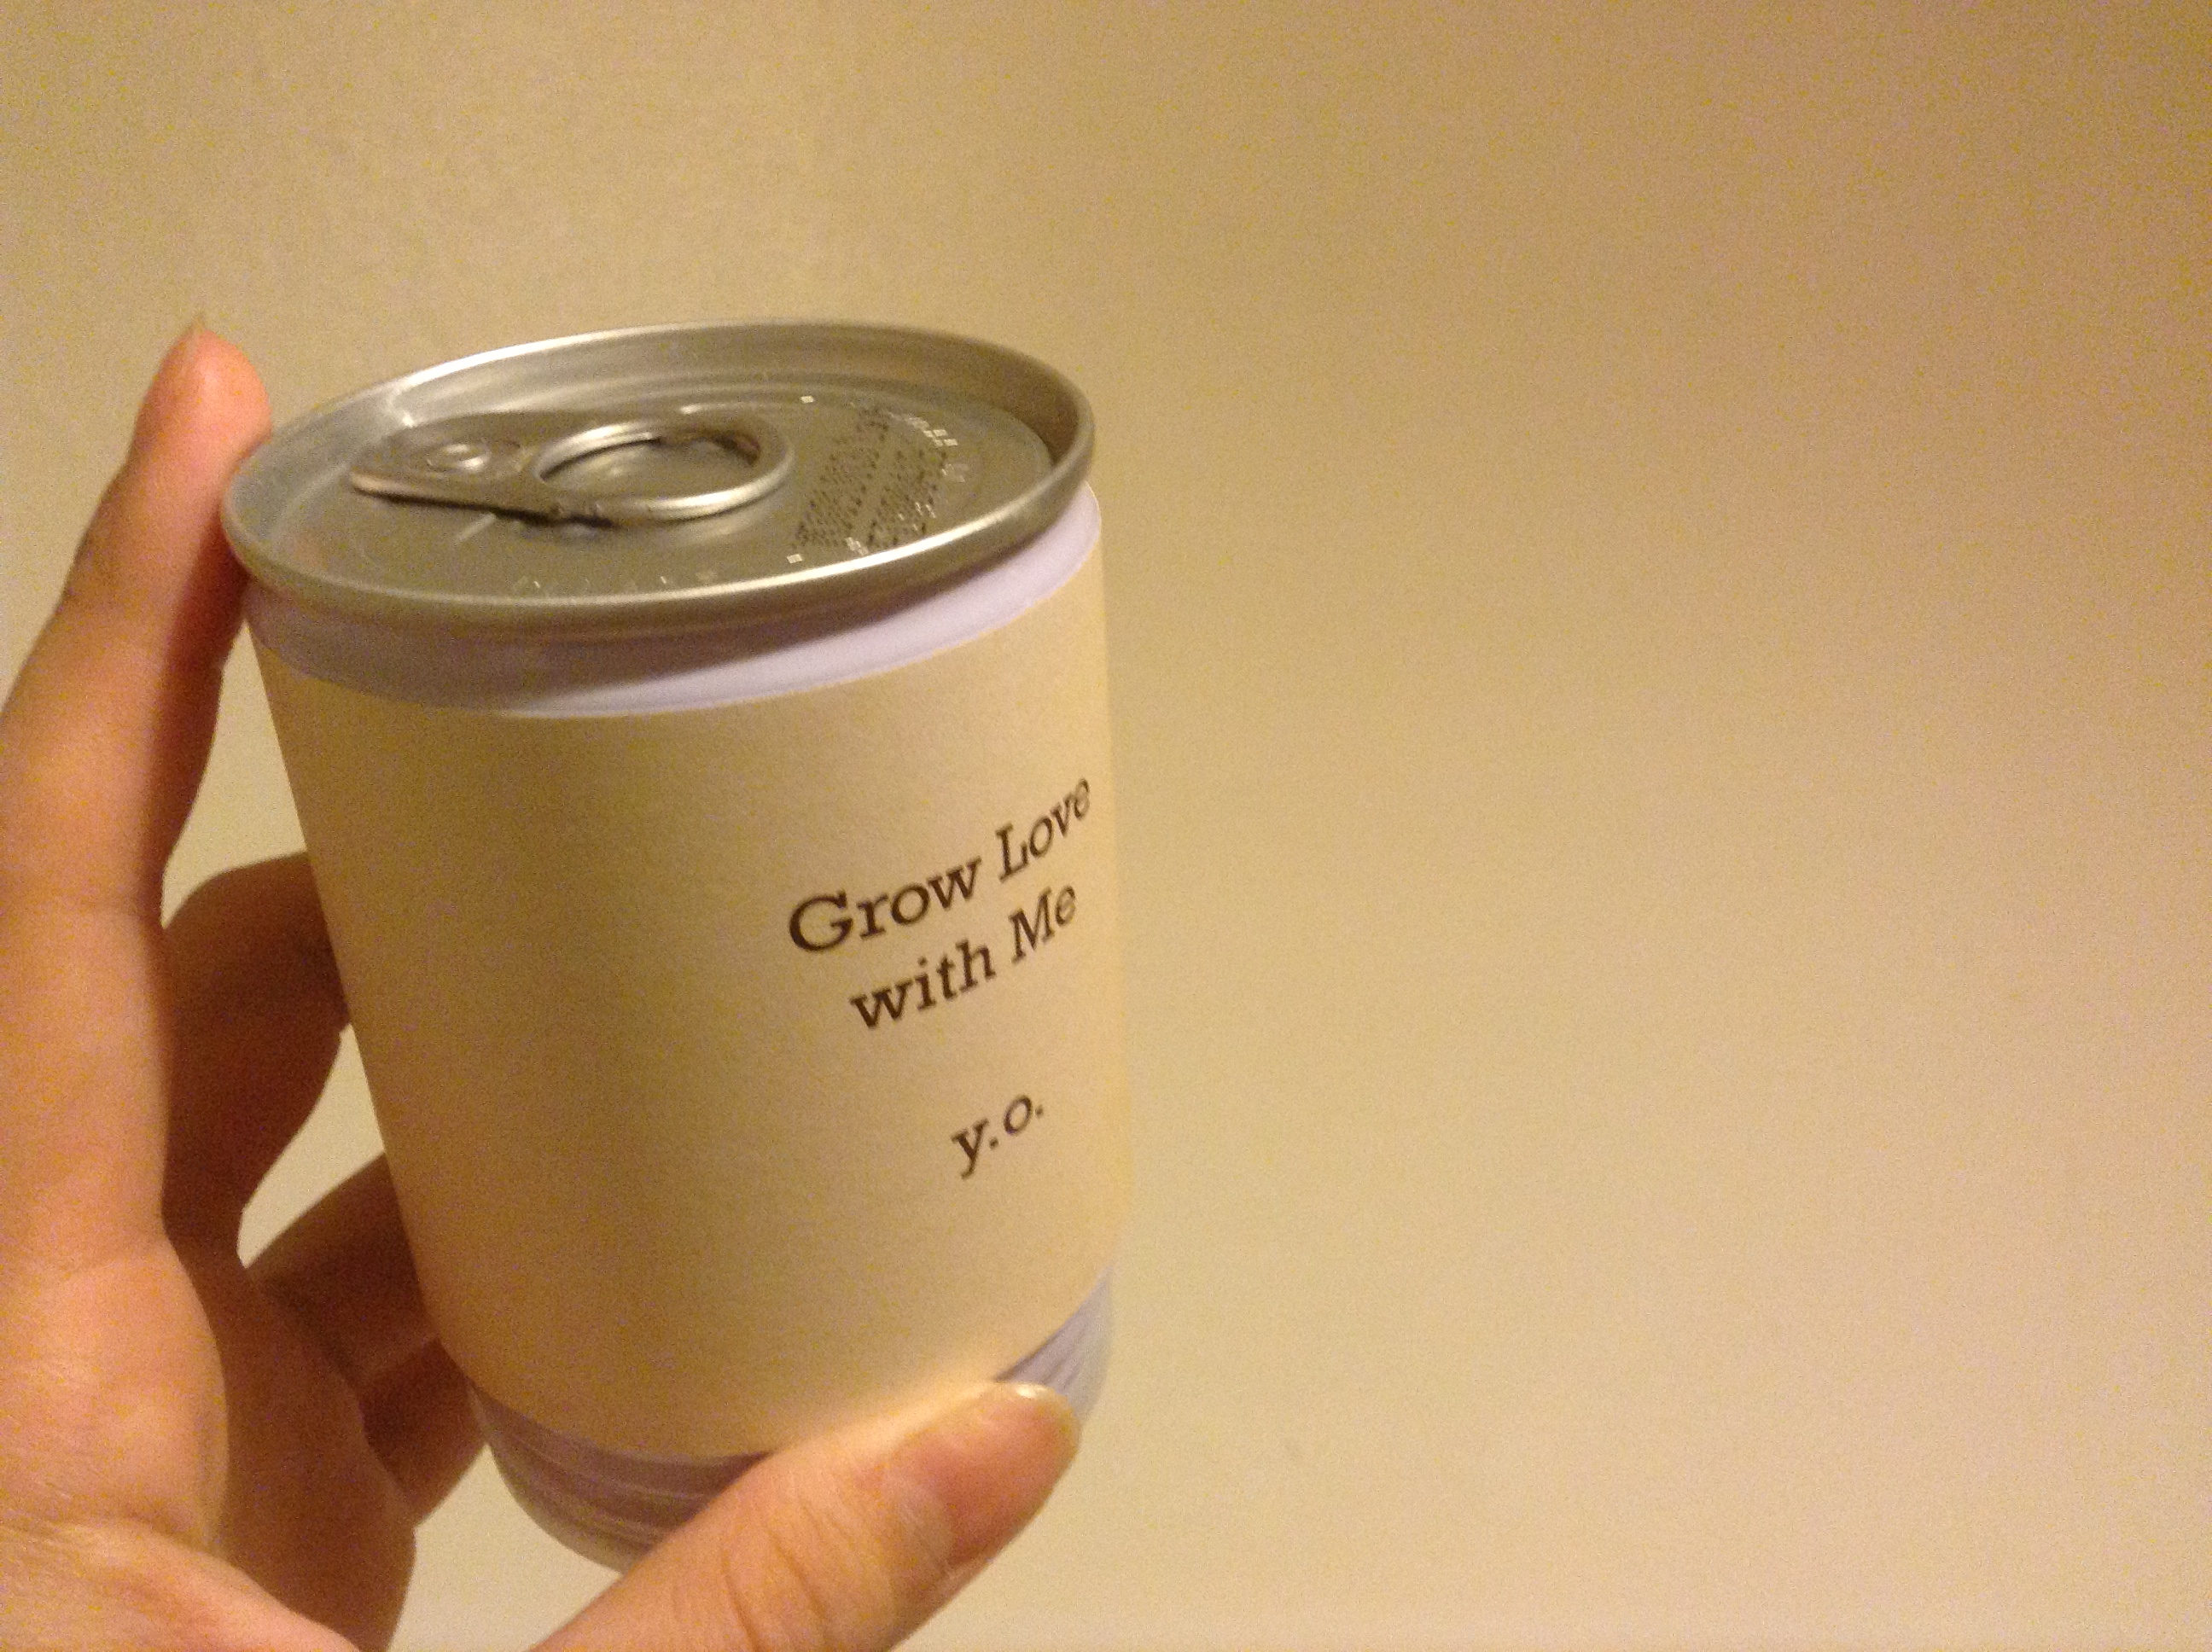 Grow Love
with Me
y.o.